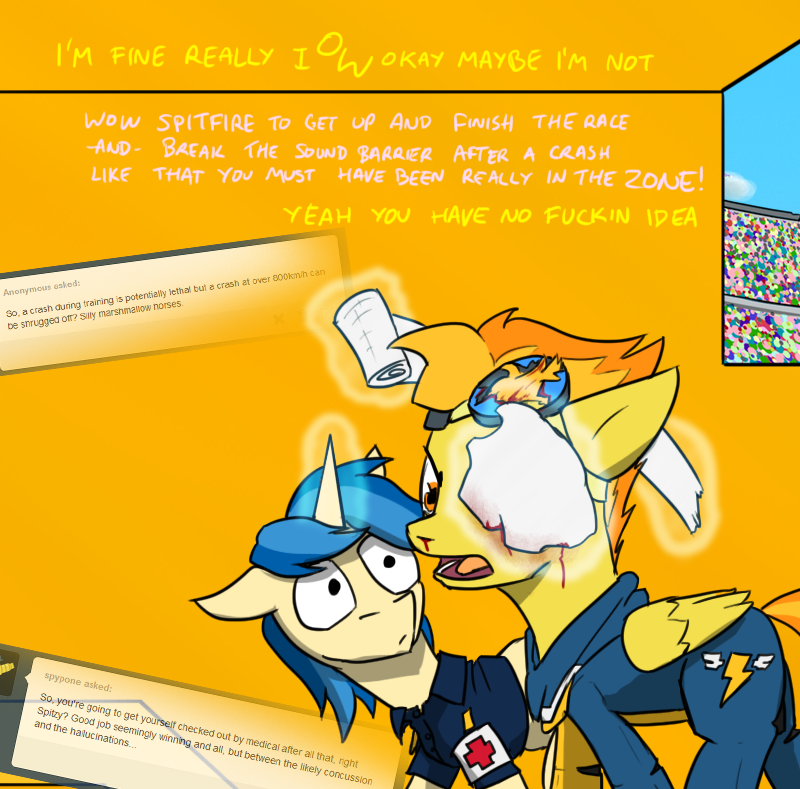 I'M FINE REALLY I OW OKAY MAYBE I'M NOT
WOW SPITFIRE TO GET UP AND FINISH THE RACE
-AND- BREAK THE SOUND BARRIER AFTER A CRASH
LIKE THAT YOU MUST HAVE BEEN REALLY IN THE ZONE!
YEAH YOU HAVE NO FUCKIN IDEA
Anonymous asked:
So, a crash during training is potentially lethal but a crash at over 600km/h can
be shrugged off? Silly marshmallow horses.
spypone asked:
So, you're going to get yourself checked out by medical after all that, right
Spitzy? Good job seemingly winning and all, but between the likely concussion
and the hallucinations...